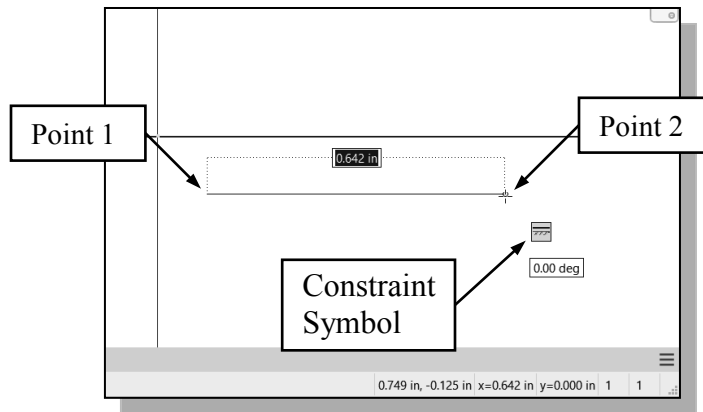 Point 1
0.642 in
Point 2
Constraint
Symbol
0.00 deg
0.749 in, -0.125 in x=0.642 in y=0.000 in 1 1